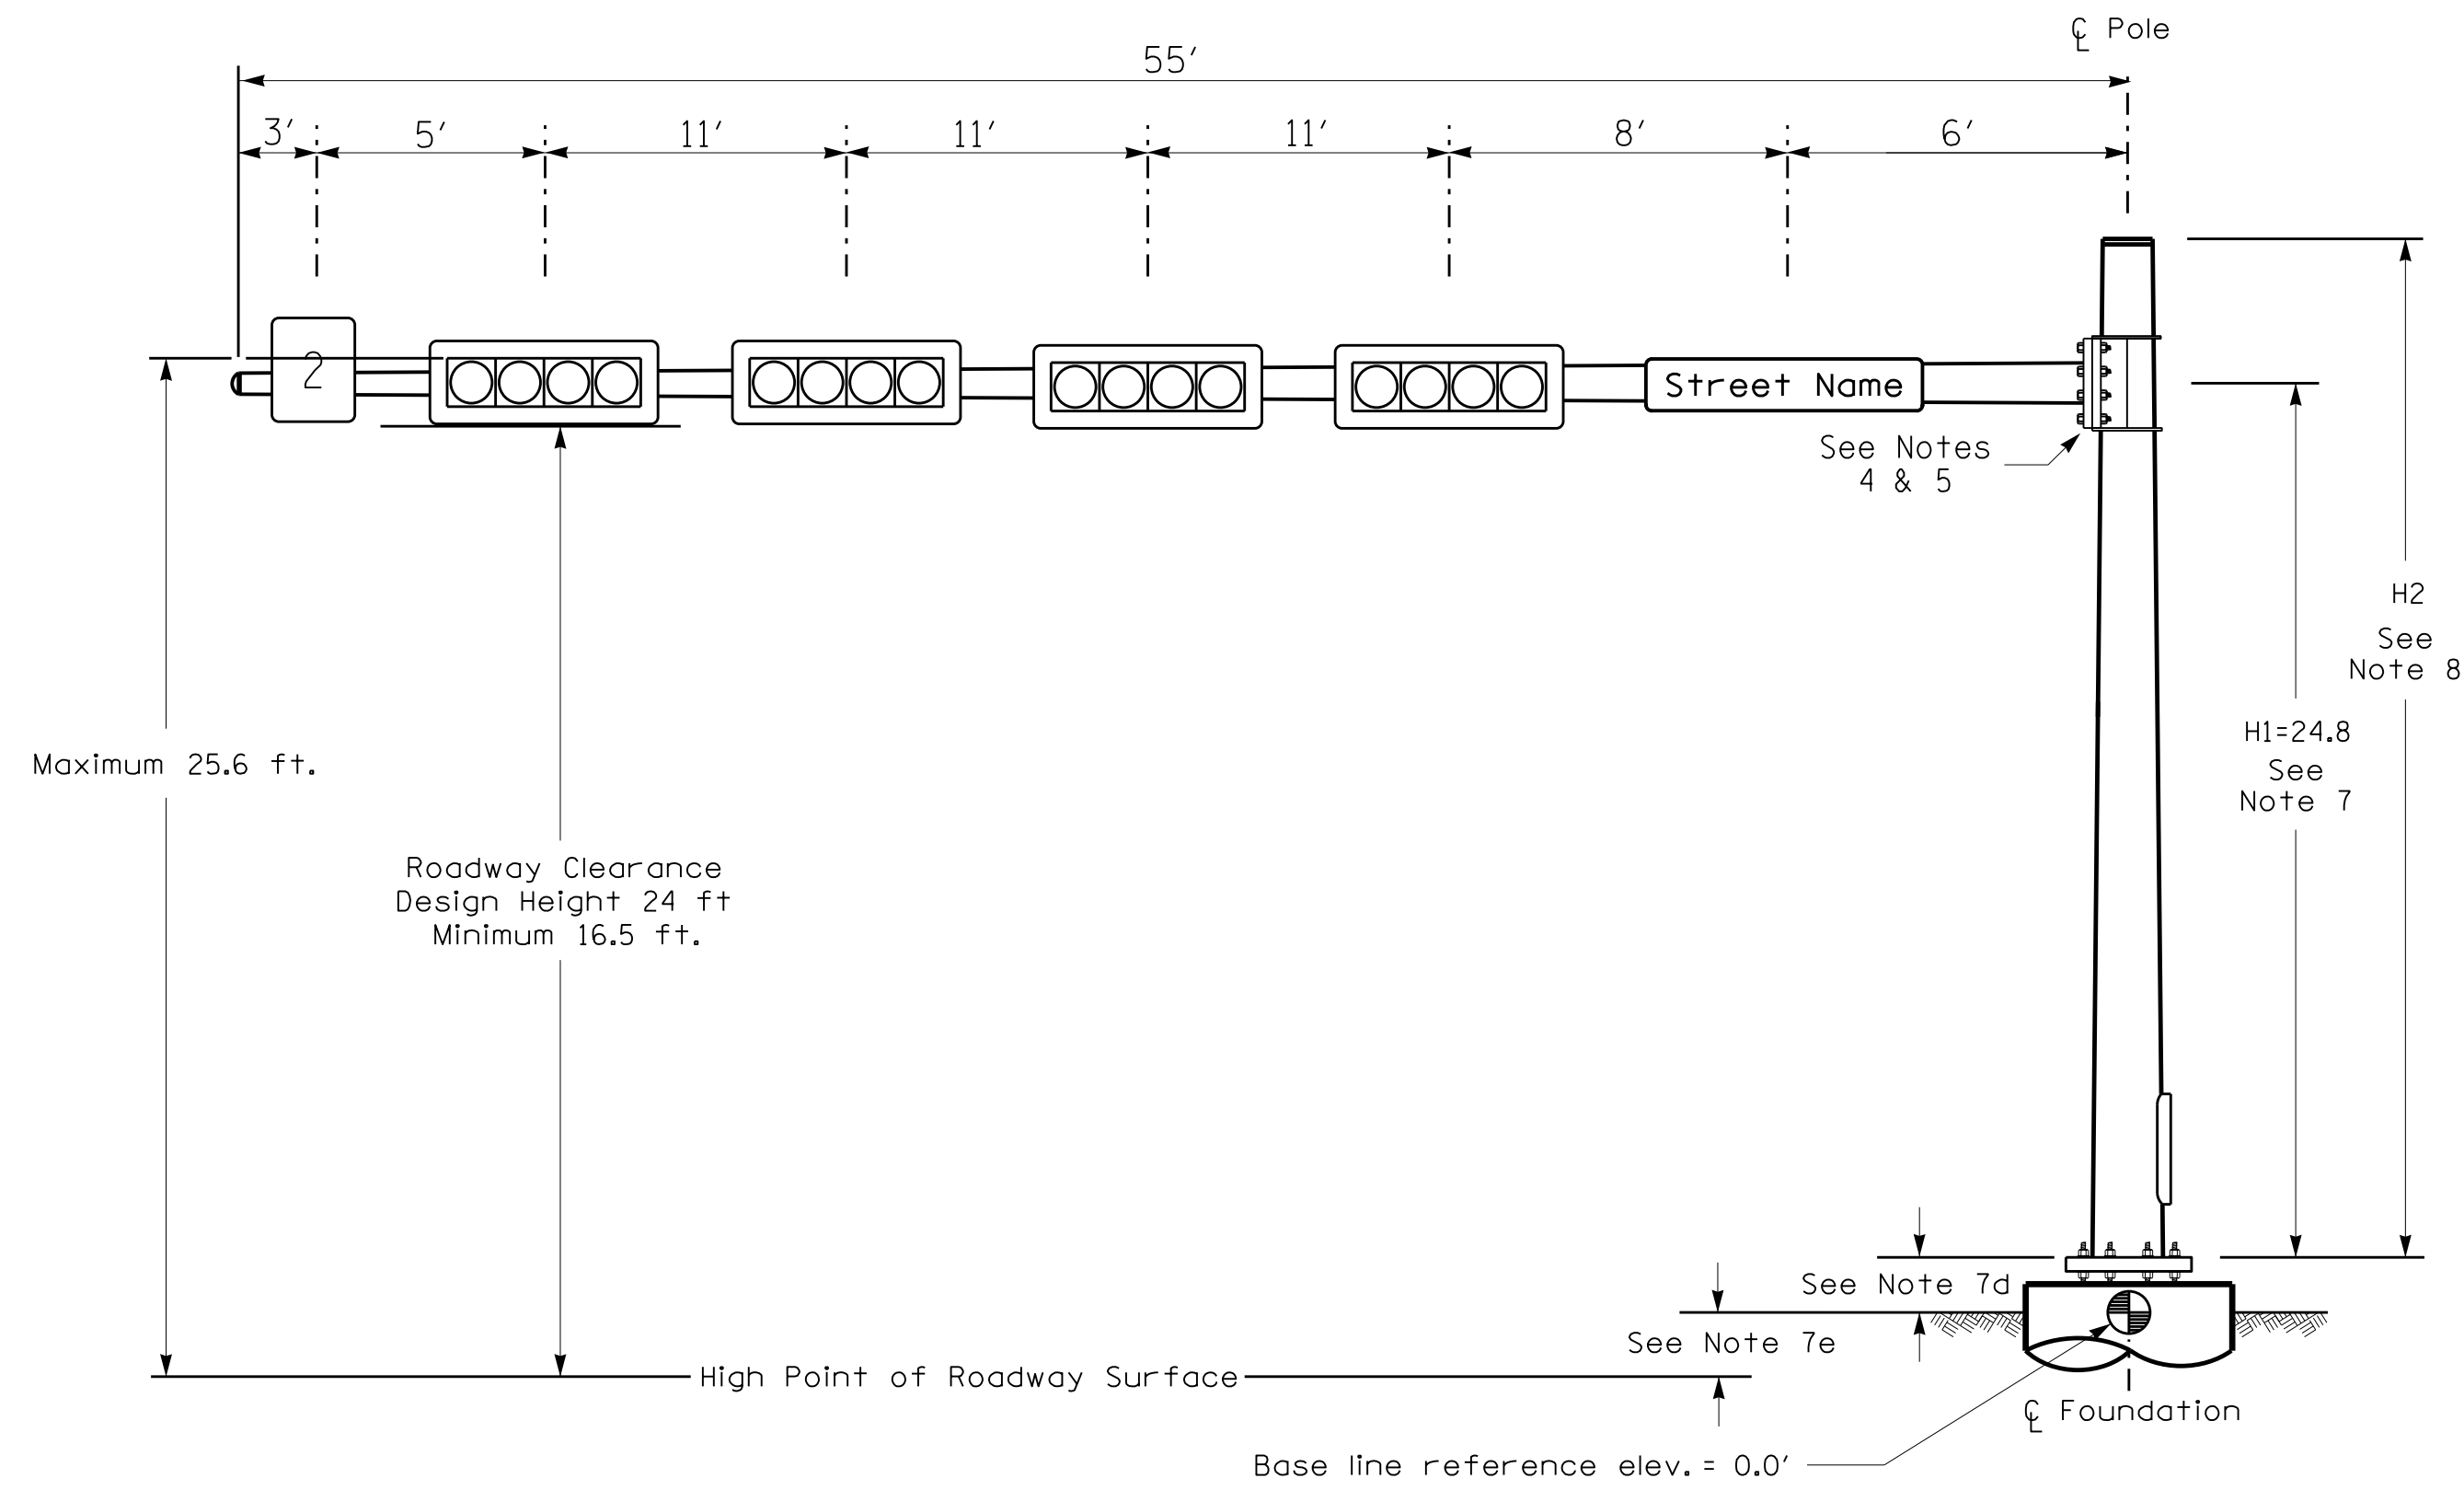 ℄ Pole
55'
3' 5' 11' 11' 11' 8' 6'
2
Street Name
See Notes
4 & 5
H2
See
Note 8
H1=24.8
See
Note 7
Maximum 25.6 ft.
Roadway Clearance
Design Height 24 ft
Minimum 16.5 ft.
See Note 7d
See Note 7e
High Point of Roadway Surface
℄ Foundation
Base line reference elev. = 0.0'